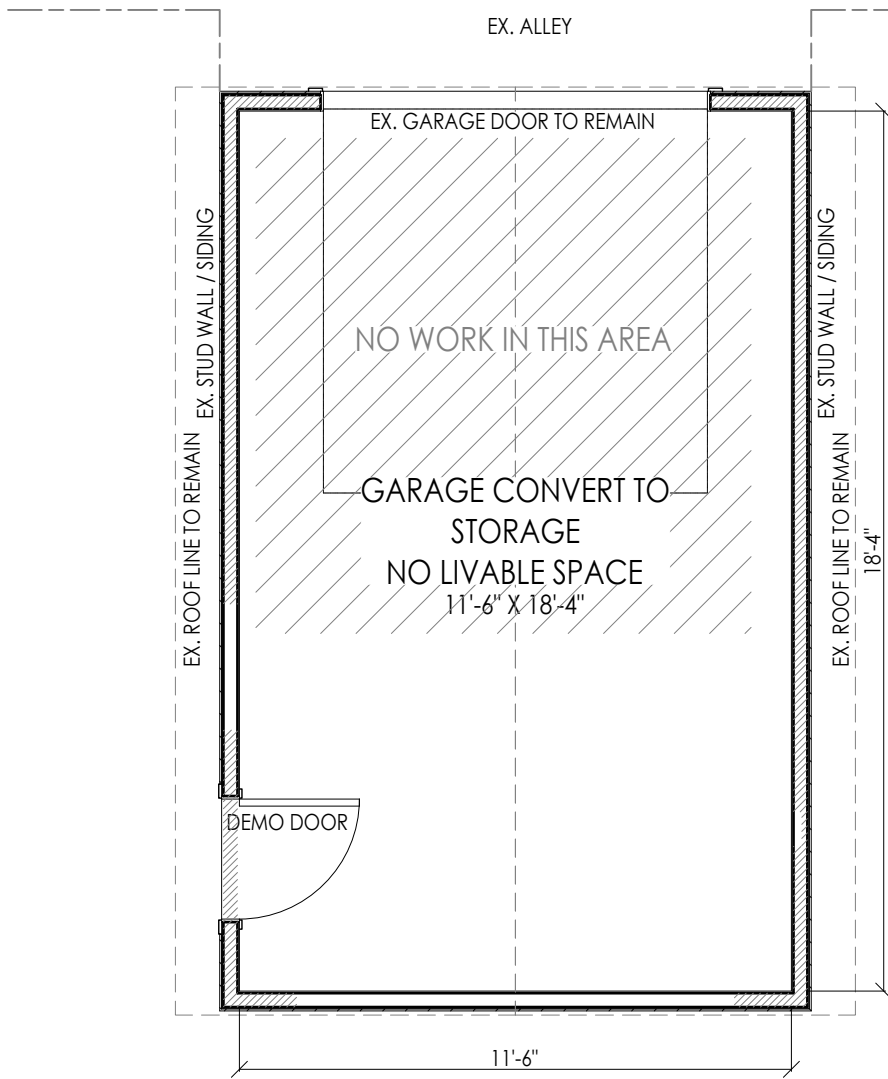 EX. ALLEY
EX. GARAGE DOOR TO REMAIN
EX. STUD WALL / SIDING
EX. STUD WALL / SIDING
NO WORK IN THIS AREA
EX. ROOF LINE TO REMAIN
EX. ROOF LINE TO REMAIN
GARAGE CONVERT TO
STORAGE
NO LIVABLE SPACE
11'-6" X 18'-4"
18'-4"
DEMO DOOR
11'-6"